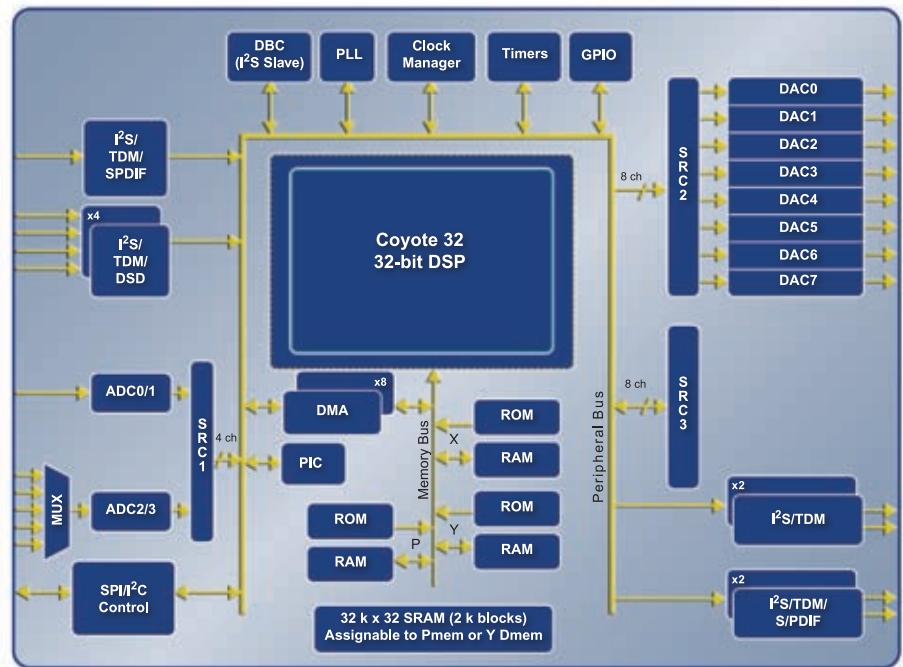 DBC
(I²S Slave)
PLL
Clock
Manager
Timers
GPIO
I²S/
TDM/
SPDIF
x4
I²S/
TDM/
DSD
Coyote 32
32-bit DSP
8 ch
SRC2
DAC0
DAC1
DAC2
DAC3
DAC4
DAC5
DAC6
DAC7
ADC0/1
SRC1
4 ch
MUX
ADC2/3
SPI/I²C
Control
x8
DMA
PIC
Memory Bus
X
ROM
RAM
Y
ROM
RAM
P
ROM
RAM
Peripheral Bus
8 ch
SRC3
x2
I²S/TDM
x2
I²S/TDM/
S/PDIF
32 k x 32 SRAM (2 k blocks)
Assignable to Pmem or Y Dmem